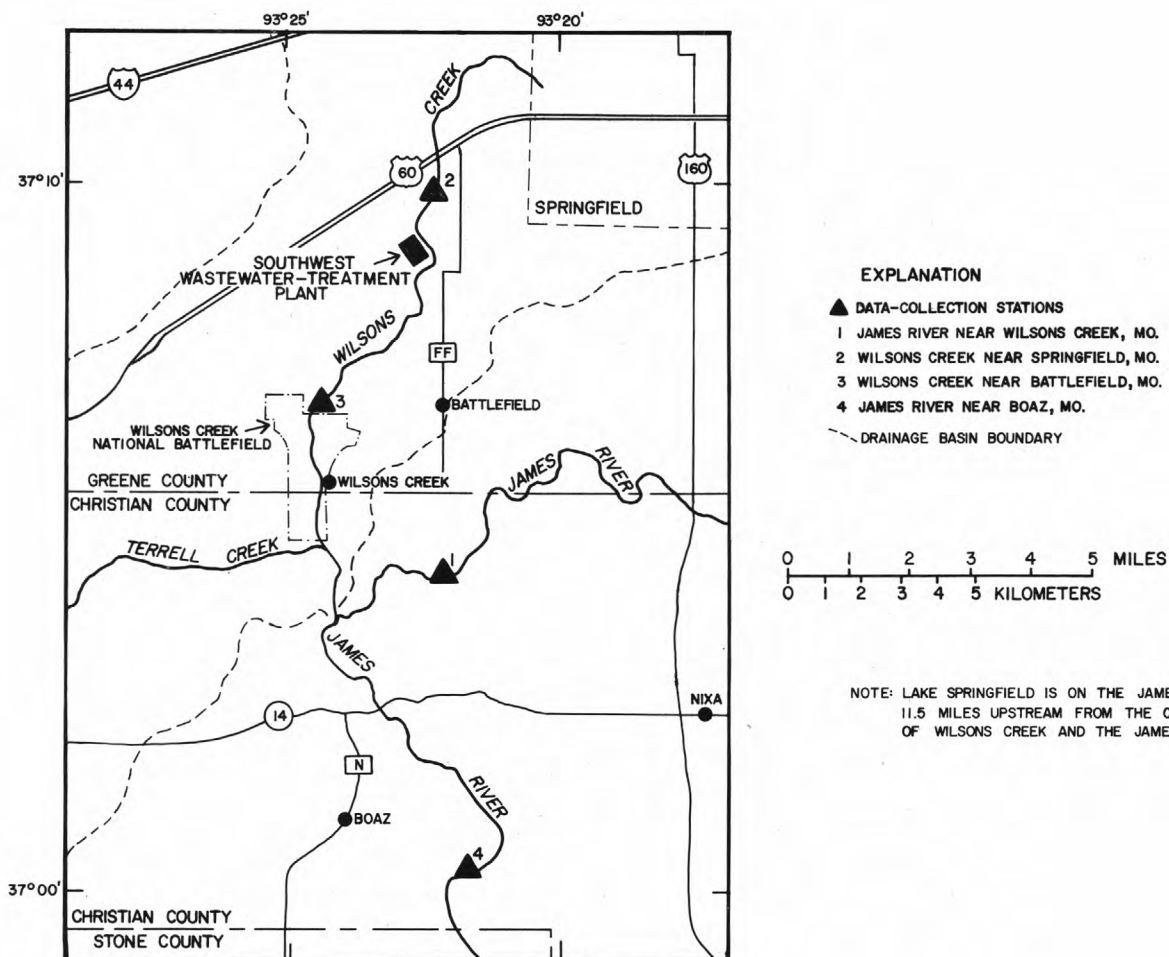 93°25'
93°20'
44
CREEK
60
160
37°10'
2
SPRINGFIELD
SOUTHWEST
WASTEWATER-TREATMENT
PLANT
WILSONS
FF
3
BATTLEFIELD
WILSONS CREEK
NATIONAL BATTLEFIELD
WILSONS CREEK
JAMES
RIVER
GREENE COUNTY
CHRISTIAN COUNTY
TERRELL CREEK
1
JAMES
NIXA
14
N
RIVER
BOAZ
4
37°00'
CHRISTIAN COUNTY
STONE COUNTY
EXPLANATION
DATA-COLLECTION STATIONS
1 JAMES RIVER NEAR WILSONS CREEK, MO.
2 WILSONS CREEK NEAR SPRINGFIELD, MO.
3 WILSONS CREEK NEAR BATTLEFIELD, MO.
4 JAMES RIVER NEAR BOAZ, MO.
DRAINAGE BASIN BOUNDARY
0 1 2 3 4 5 MILES
0 1 2 3 4 5 KILOMETERS
NOTE: LAKE SPRINGFIELD IS ON THE
11.5 MILES UPSTREAM FROM THE
OF WILSONS CREEK AND THE